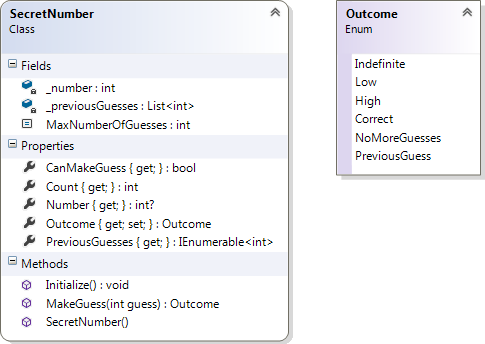 SecretNumber
Class
Fields
_number : int
_previousGuesses : List<int>
MaxNumberOfGuesses : int
Properties
CanMakeGuess { get; } : bool
Count { get; } : int
Number { get; } : int?
Outcome { get; set; } : Outcome
PreviousGuesses { get; } : IEnumerable<int>
Methods
Initialize() : void
MakeGuess(int guess) : Outcome
SecretNumber()
Outcome
Enum
Indefinite
Low
High
Correct
NoMoreGuesses
PreviousGuess